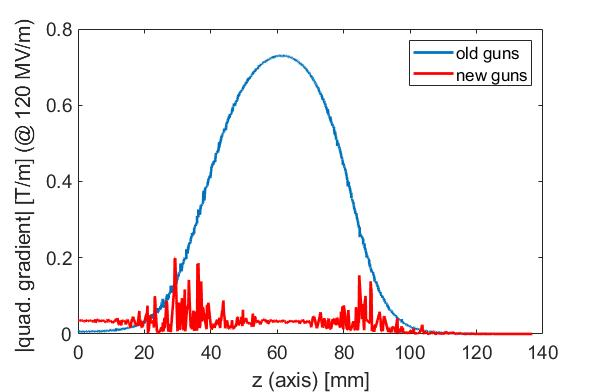 |quad. gradient| [T/m] (@ 120 MV/m)
0.8
0.6
0.4
0.2
0
old guns
new guns
0 20 40 60 80 100 120 140
z (axis) [mm]